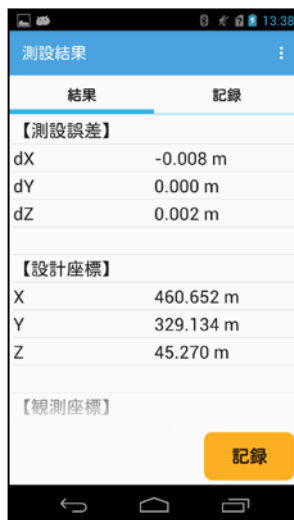 13:38
測設結果
結果 記録
【測設誤差】
dX -0.008 m
dY 0.000 m
dZ 0.002 m
【設計座標】
X 460.652 m
Y 329.134 m
Z 45.270 m
【観測座標】
記録